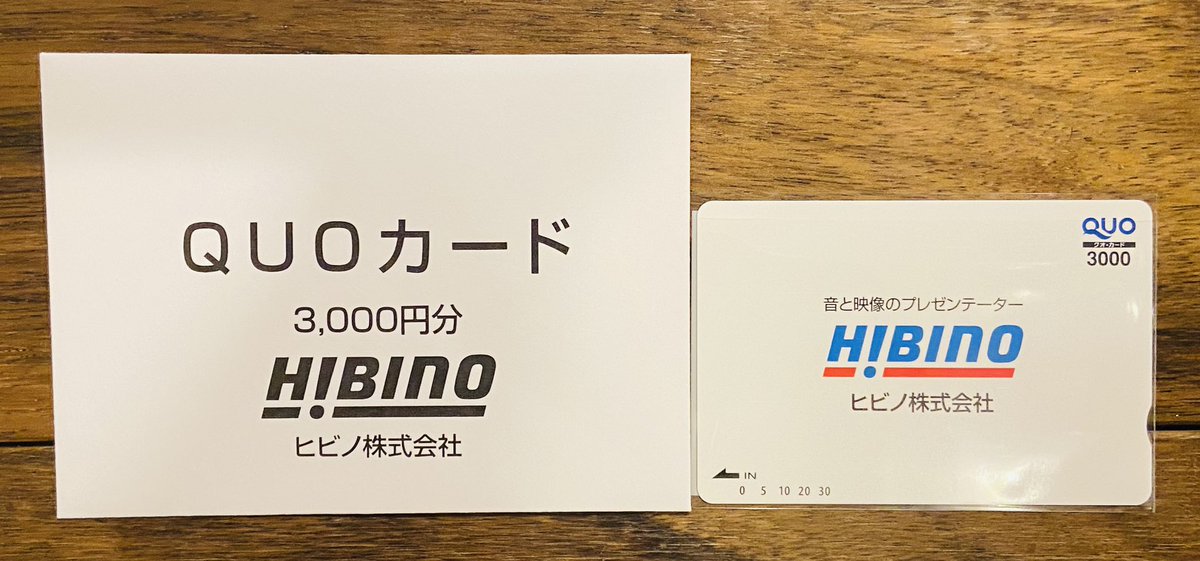 QUOカード
3,000円分
HIBINO
ヒビノ株式会社
QUO
クオ・カード
3000
音と映像のプレゼンテーター
HIBINO
ヒビノ株式会社
IN
0 5 10 20 30